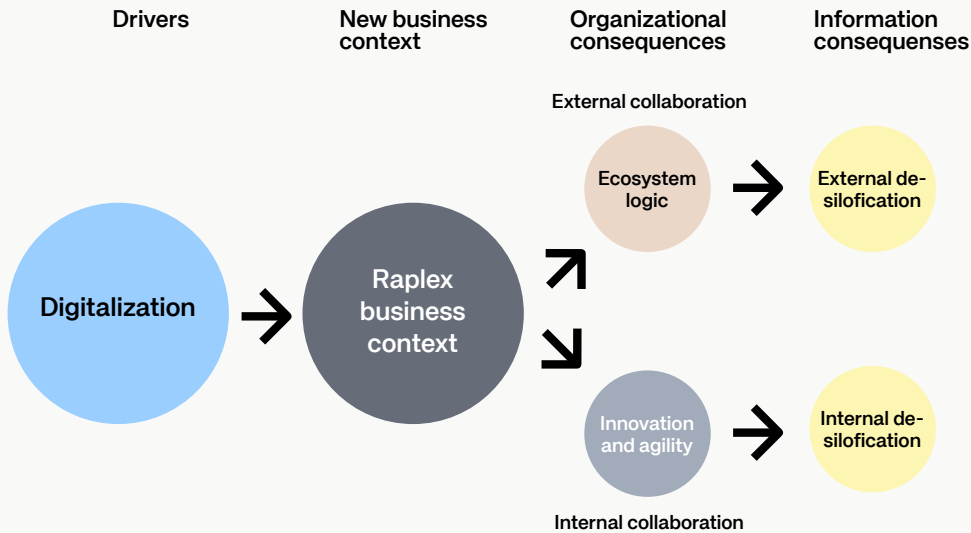 Drivers
New business
context
Organizational
consequences
Information
consequenses
External collaboration
Ecosystem
logic
External de-
silofication
Digitalization
Raplex
business
context
Innovation
and agility
Internal de-
silofication
Internal collaboration